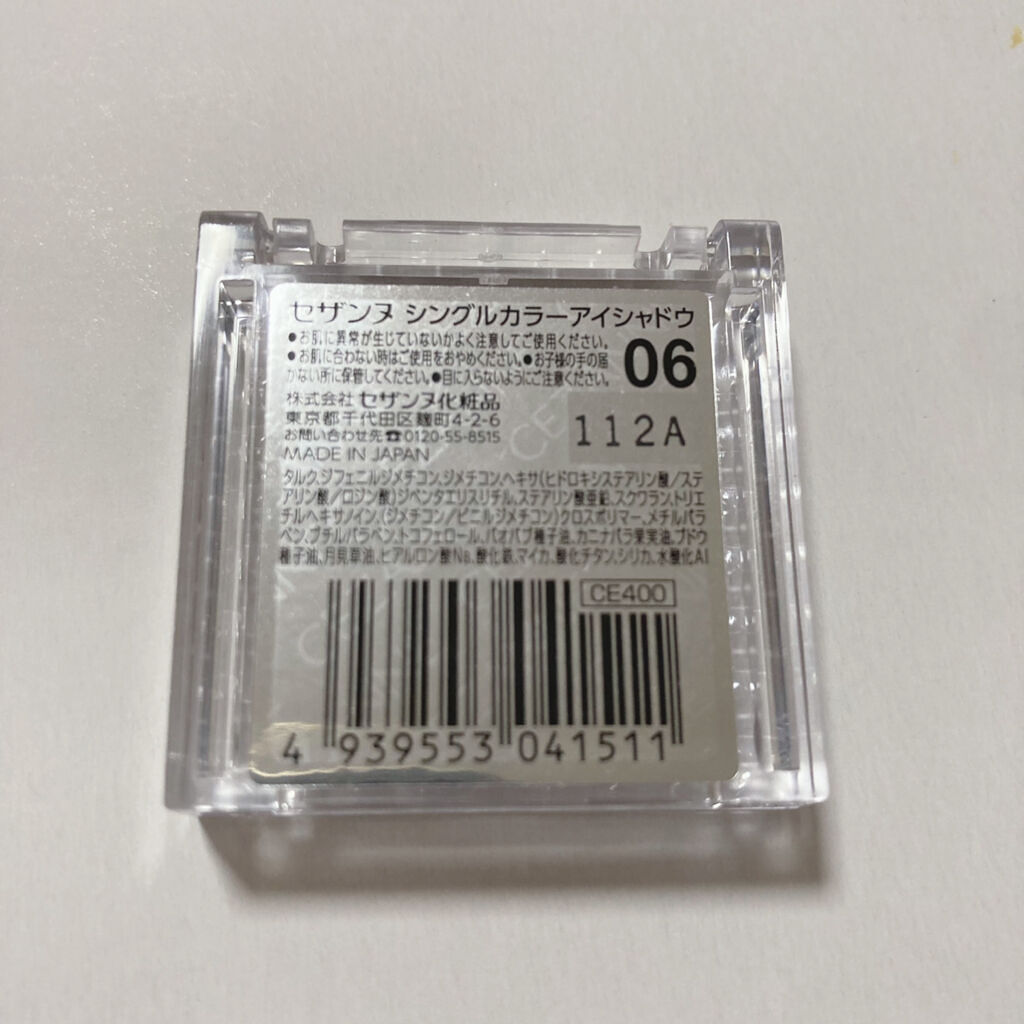 セザンヌ シングルカラーアイシャドウ
●お肌に異常が生じていないかよく注意してご使用ください。
●お肌に合わない時はご使用をおやめください。●お子様の手の届
かない所に保管してください。●目に入らないようにご注意ください。
06
株式会社 セザンヌ化粧品
東京都千代田区麹町4-2-6
お問い合わせ先☎0120-55-8515
MADE IN JAPAN
112A
タルク、ジフェニルジメチコン、ジメチコン、ヘキサ(ヒドロキシステアリン酸/ステ
アリン酸/ロジン酸)ジペンタエリスリチル、ステアリン酸亜鉛、スクワラン、トリエ
チルヘキサノイン、(ジメチコン/ビニルジメチコン)クロスポリマー、メチルパラ
ベン、ブチルパラベン、トコフェロール、バオバブ種子油、カニナバラ果実油、ブドウ
種子油、月見草油、ヒアルロン酸Na、酸化鉄、マイカ、酸化チタン、シリカ、水酸化Al
CE400
4 939553 041511